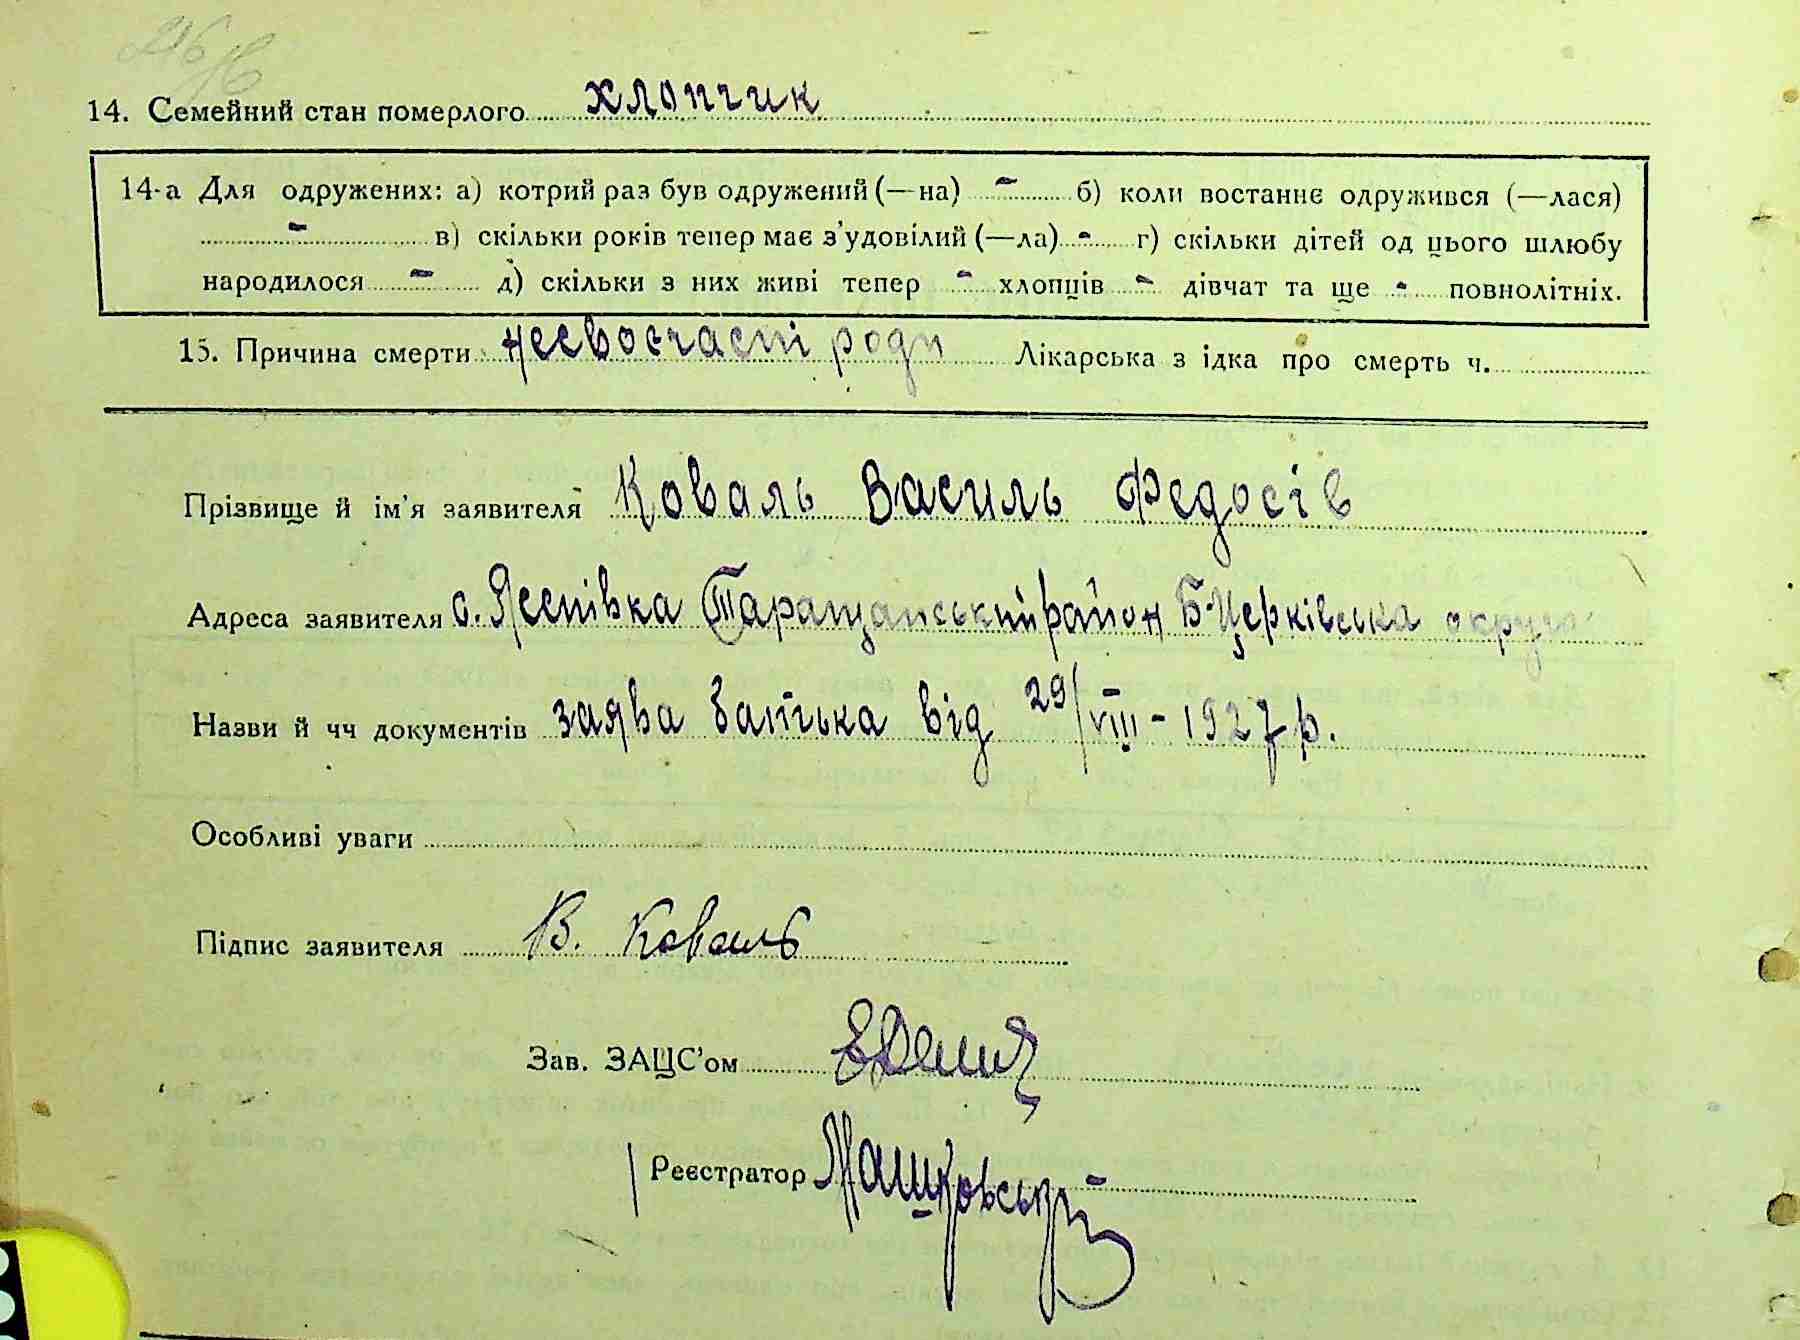 14. Семейний стан померлого хлопчик
14-а Для одружених: а) котрий раз був одружений (—на) - б) коли востаннє одружився (—лася)
- в) скільки років тепер має з’удовілий (—ла) - г) скільки дітей од цього шлюбу
народилося - д) скільки з них живі тепер - хлопців - дівчат та ще - повнолітніх.
15. Причина смерти несвоєчасні роди Лікарська з ідка про смерть ч.
Прізвище й ім’я заявителя Коваль Василь Федосів
Адреса заявителя с. Ясепівка Таращанський район Б-Церківська округа
Назви й чч документів заява батька від 29/VIII - 1927 р.
Особливі уваги
Підпис заявителя В. Коваль
Зав. ЗАЦС’ом
Реєстратор Машковський